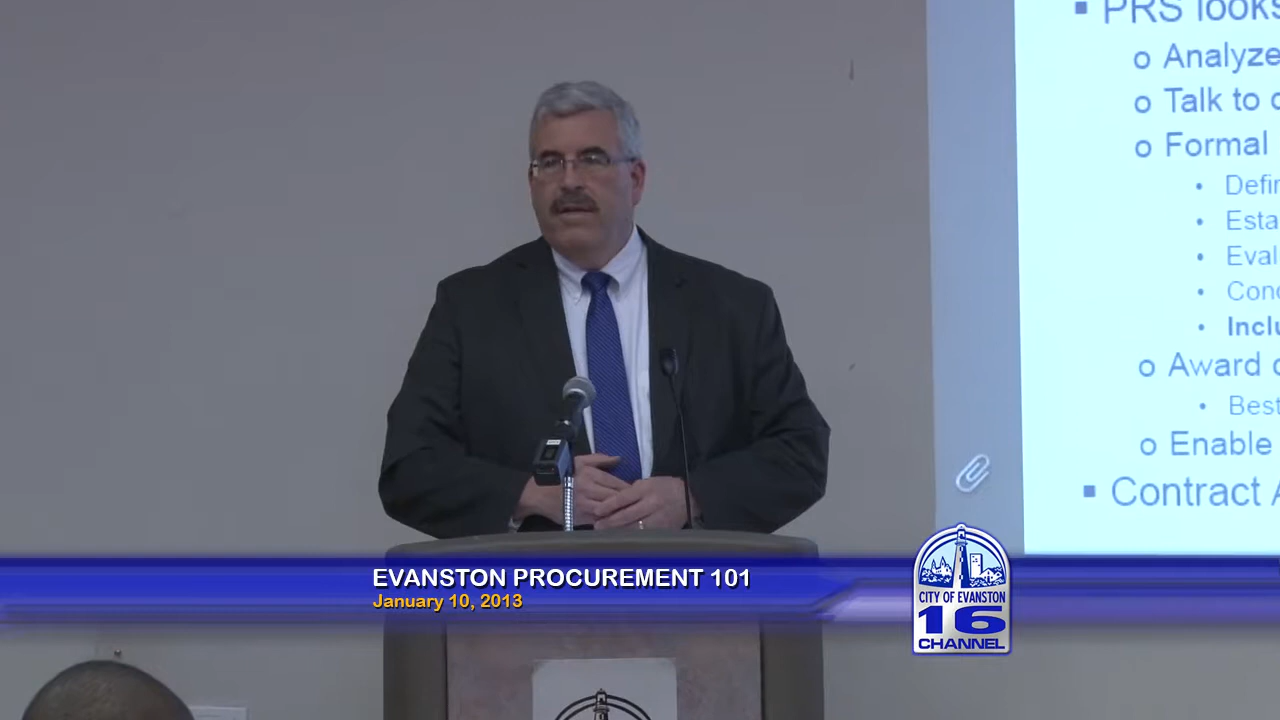 PRS looks
o Analyze
o Talk to
o Formal
Defin
Esta
Eval
Conc
Inclu
o Award
Best
o Enable
Contract
EVANSTON PROCUREMENT 101
January 10, 2013
CITY OF EVANSTON
16
CHANNEL